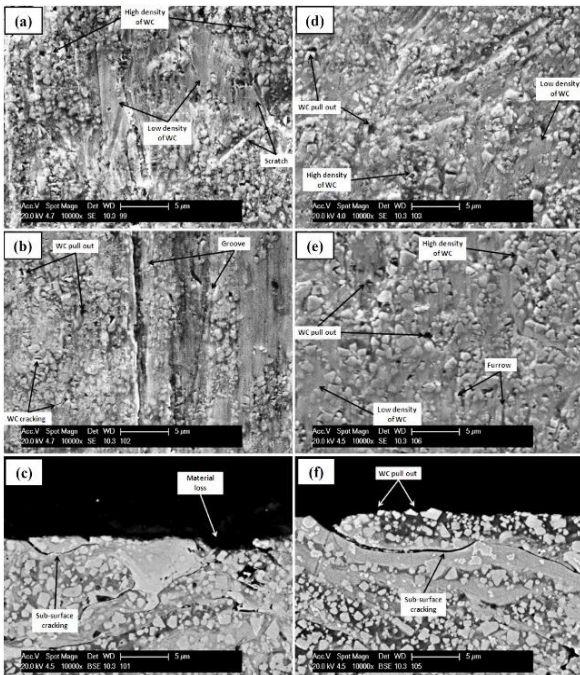 (a)
High density
of WC
Low density
of WC
Scratch
Acc.V Spot Magn Det WD 5 µm
20.0 kV 4.7 10000x SE 10.3 99
(d)
WC pull out
Low density
of WC
High density
of WC
Acc.V Spot Magn Det WD 5 µm
20.0 kV 4.0 10000x SE 10.3 103
(b)
WC pull out
Groove
WC cracking
Acc.V Spot Magn Det WD 5 µm
20.0 kV 4.7 10000x SE 10.3 102
(e)
High density
of WC
WC pull out
Furrow
Low density
of WC
Acc.V Spot Magn Det WD 5 µm
20.0 kV 4.5 10000x SE 10.3 106
(c)
Material
loss
Sub-surface
cracking
Acc.V Spot Magn Det WD 5 µm
20.0 kV 4.5 10000x BSE 10.3 101
(f)
WC pull out
Sub-surface
cracking
Acc.V Spot Magn Det WD 5 µm
20.0 kV 4.5 10000x BSE 10.3 105